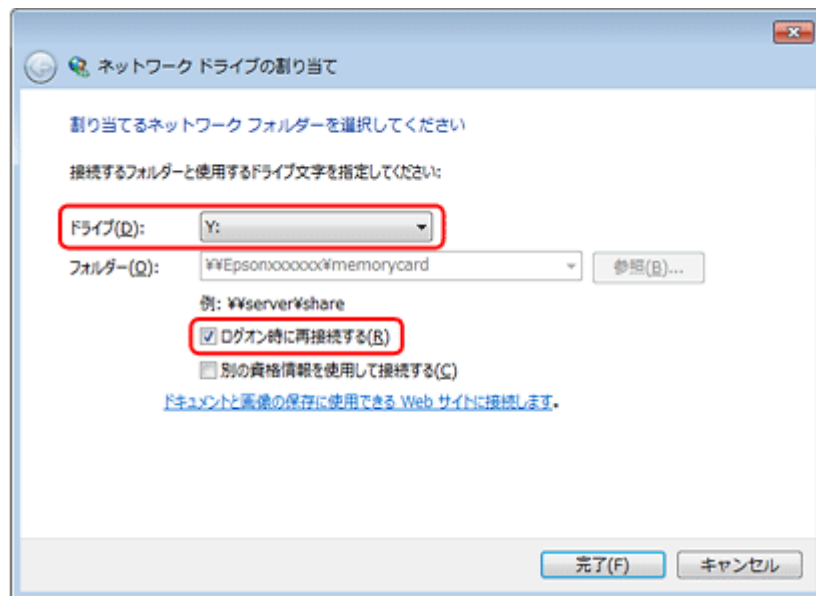 ネットワーク ドライブの割り当て
割り当てるネットワーク フォルダーを選択してください
接続するフォルダーと使用するドライブ文字を指定してください:
ドライブ(D): Y:
フォルダー(O): ¥¥Epsonxxxxxx¥memorycard 参照(B)...
例: ¥¥server¥share
ログオン時に再接続する(R)
別の資格情報を使用して接続する(C)
ドキュメントと画像の保存に使用できる Web サイトに接続します。
完了(F) キャンセル